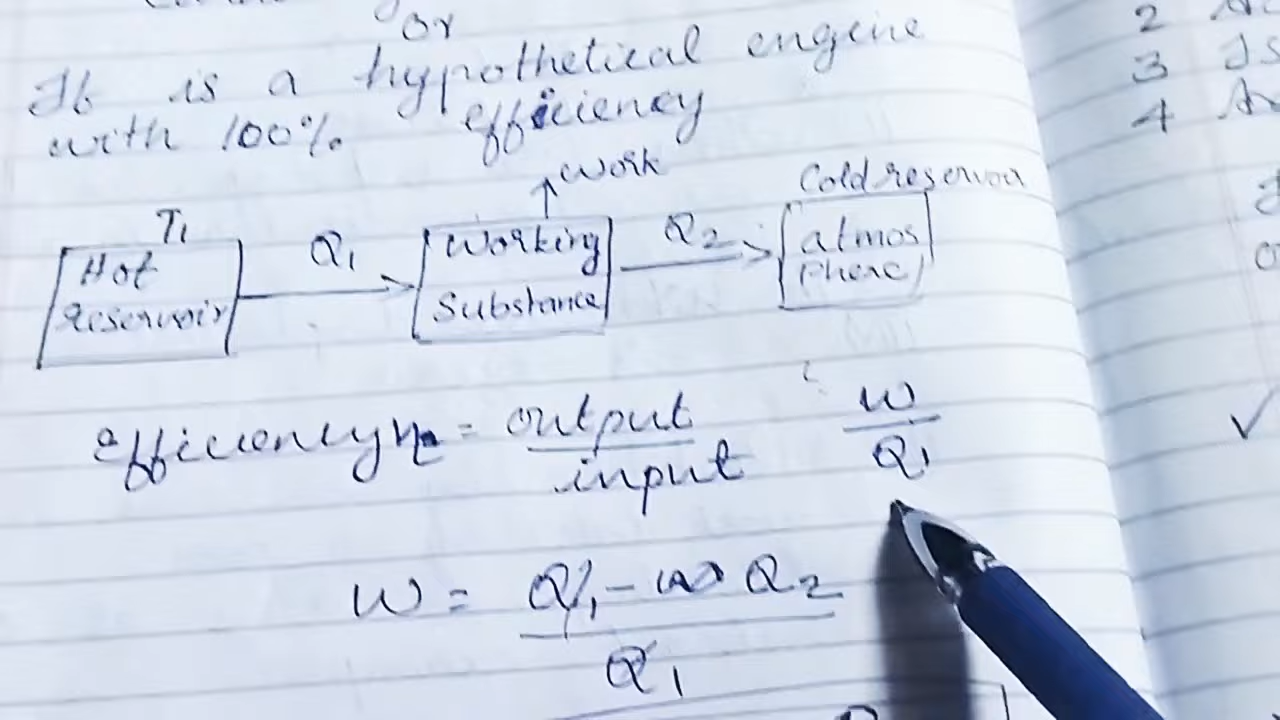 or
It is a hypothetical engine
with 100% efficiency
↑ work
Cold reservoir
T1
Hot
reservoir
Q1
Working
Substance
Q2
atmos
phere
efficiency η = output / input    w / Q1
w = Q1 - Q2 / Q1
2
3 Is
4